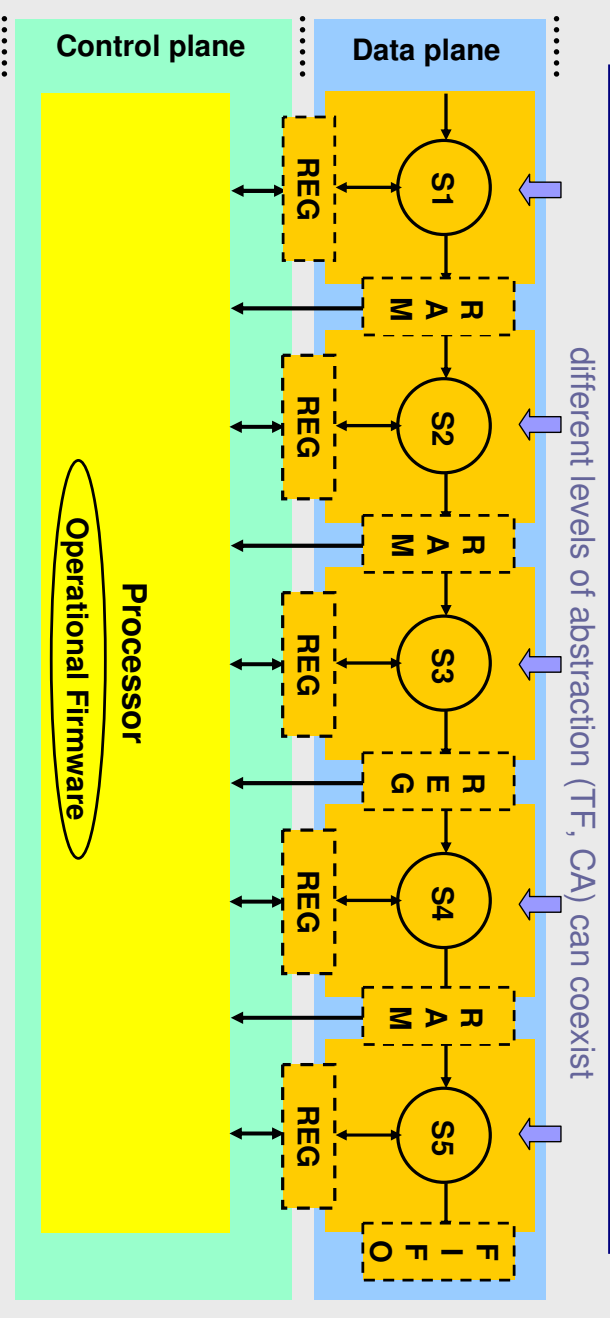 Control plane
Data plane
different levels of abstraction (TF, CA) can coexist
S1
RAM
S2
RAM
S3
REG
S4
RAM
S5
FIFO
REG
REG
REG
REG
REG
Processor
Operational Firmware